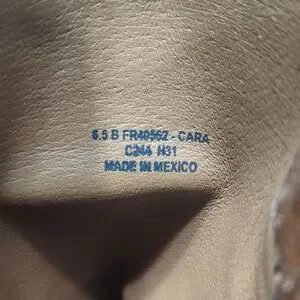 6.5 B FR40562 - CARA
C244 H31
MADE IN MEXICO